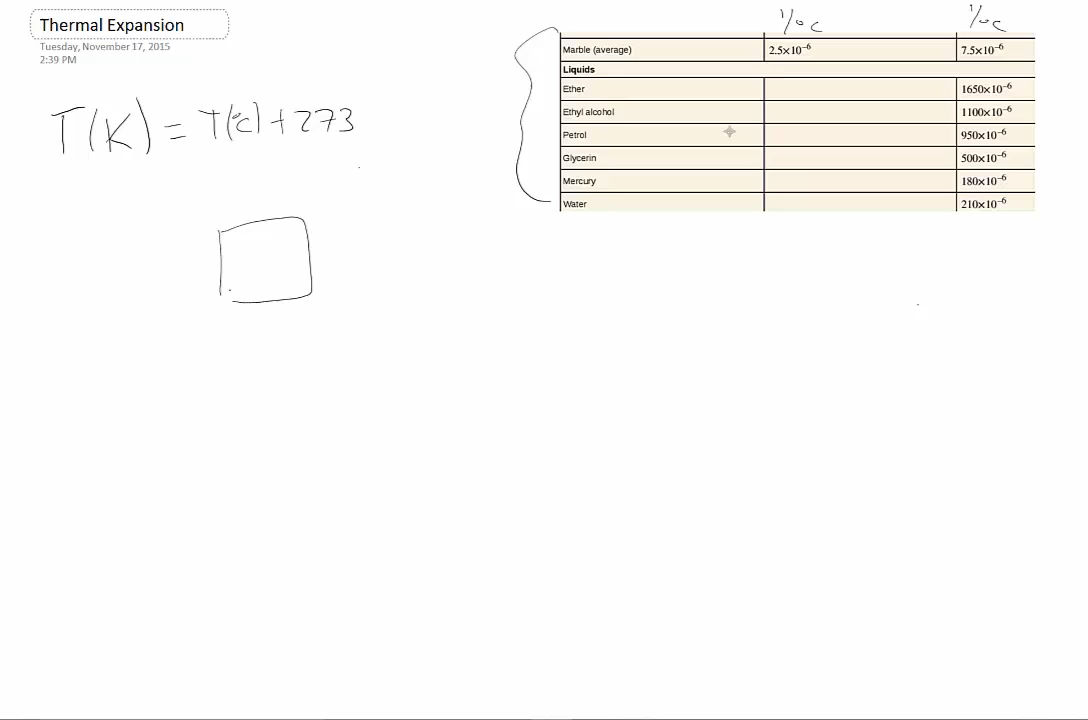 Thermal Expansion
Tuesday, November 17, 2015
2:39 PM
T(K) = T(°C) + 273
1/°C 1/°C
Marble (average) 2.5×10⁻⁶ 7.5×10⁻⁶
Liquids
Ether 1650×10⁻⁶
Ethyl alcohol 1100×10⁻⁶
Petrol 950×10⁻⁶
Glycerin 500×10⁻⁶
Mercury 180×10⁻⁶
Water 210×10⁻⁶